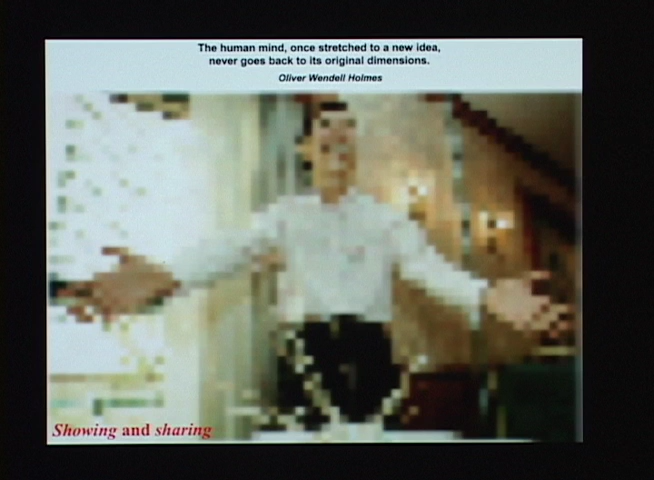 The human mind, once stretched to a new idea,
never goes back to its original dimensions.
Oliver Wendell Holmes
Showing and sharing